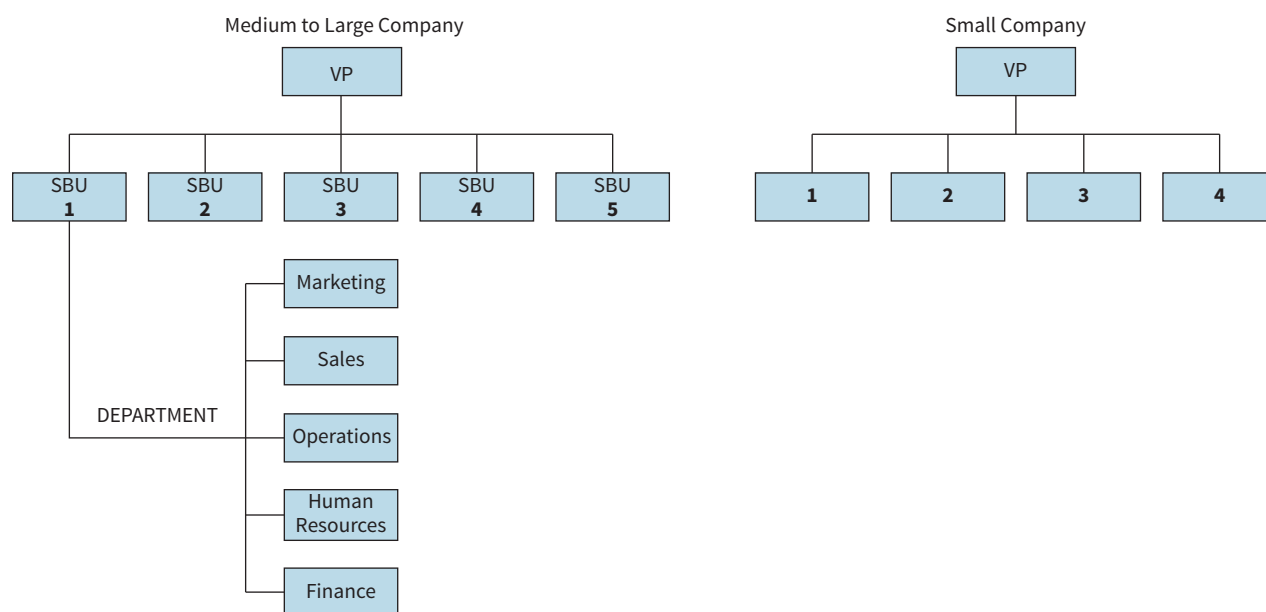 Medium to Large Company
VP
SBU
1
SBU
2
SBU
3
SBU
4
SBU
5
DEPARTMENT
Marketing
Sales
Operations
Human
Resources
Finance
Small Company
VP
1
2
3
4